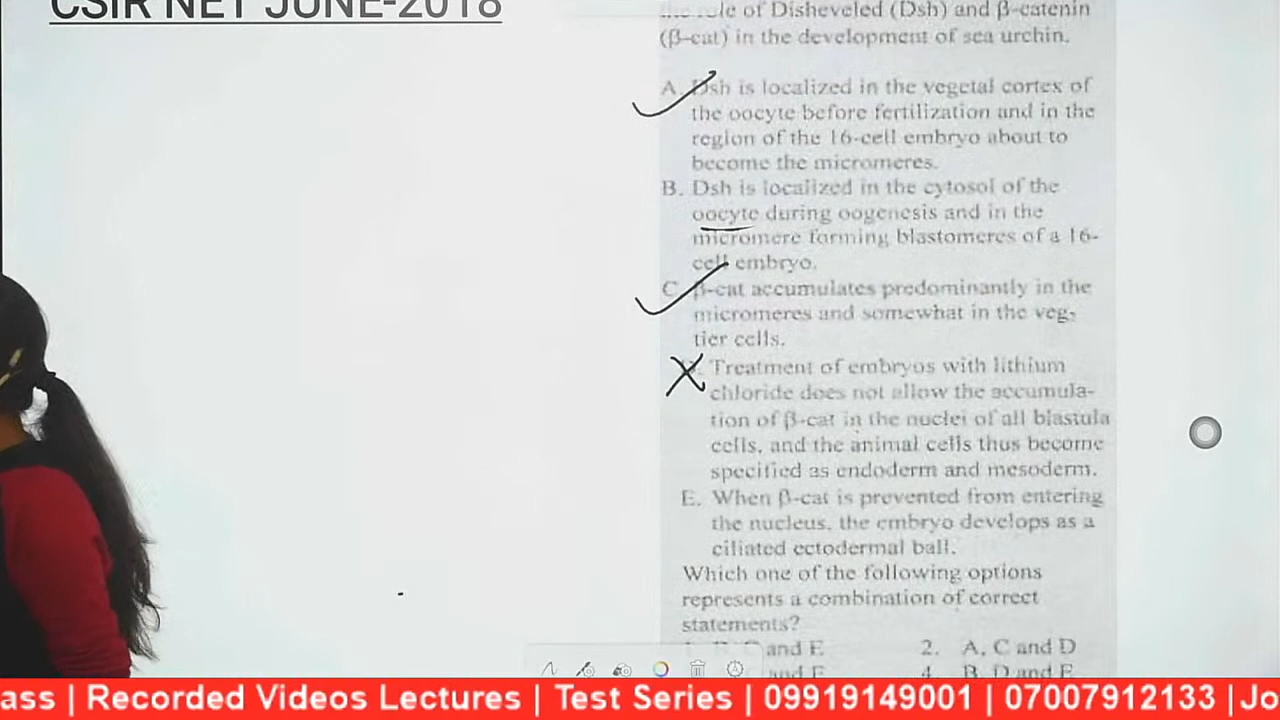 CSIR NET JUNE-2018
the role of Disheveled (Dsh) and β-catenin
(β-cat) in the development of sea urchin.
A. Dsh is localized in the vegetal cortex of
the oocyte before fertilization and in the
region of the 16-cell embryo about to
become the micromeres.
B. Dsh is localized in the cytosol of the
oocyte during oogenesis and in the
micromere forming blastomeres of a 16-
cell embryo.
C β-cat accumulates predominantly in the
micromeres and somewhat in the veg2
tier cells.
Treatment of embryos with lithium
chloride does not allow the accumula-
tion of β-cat in the nuclei of all blastula
cells, and the animal cells thus become
specified as endoderm and mesoderm.
E. When β-cat is prevented from entering
the nucleus, the embryo develops as a
ciliated ectodermal ball.
Which one of the following options
represents a combination of correct
statements?
and E 2. A, C and D
and E 4. B, D and E
ass | Recorded Videos Lectures | Test Series | 09919149001 | 07007912133 | Jo